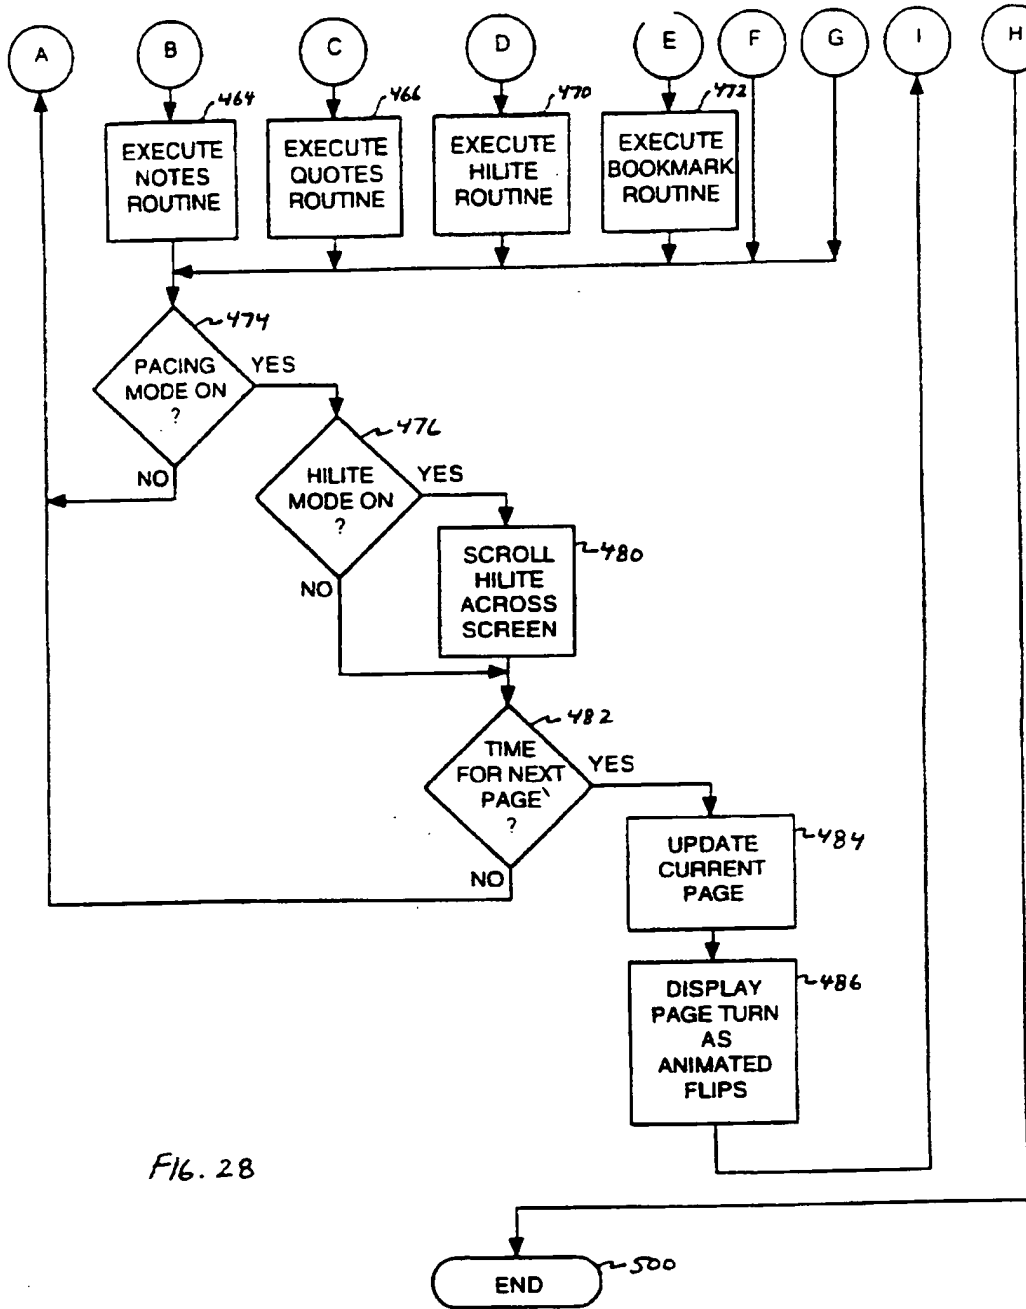 A B C D E F G I H
464 466 470 472
EXECUTE
NOTES
ROUTINE
EXECUTE
QUOTES
ROUTINE
EXECUTE
HILITE
ROUTINE
EXECUTE
BOOKMARK
ROUTINE
474
PACING
MODE ON
?
YES
NO
476
HILITE
MODE ON
?
YES
NO
480
SCROLL
HILITE
ACROSS
SCREEN
482
TIME
FOR NEXT
PAGE
?
YES
NO
484
UPDATE
CURRENT
PAGE
486
DISPLAY
PAGE TURN
AS
ANIMATED
FLIPS
FIG. 28
500
END